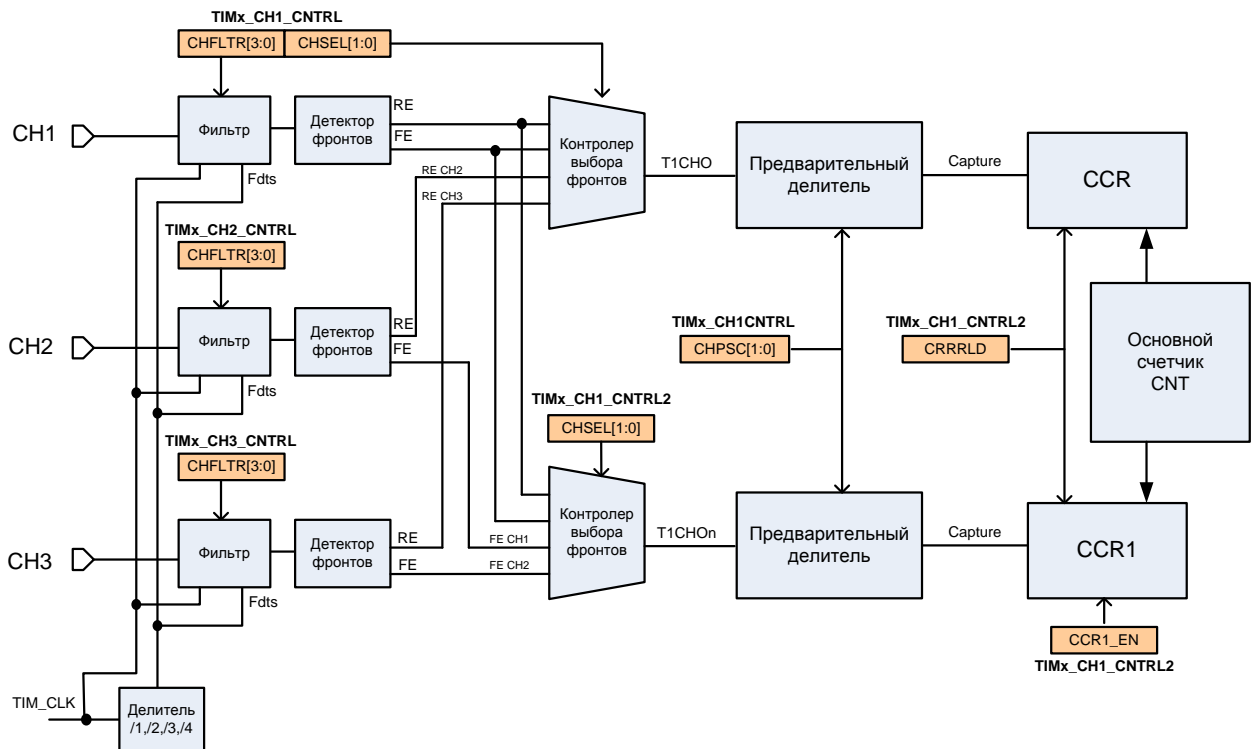 TIMx_CH1_CNTRL
CHFLTR[3:0] CHSEL[1:0]
CH1
Фильтр
Детектор
фронтов
RE
FE
Fdts
Контролер
выбора
фронтов
RE CH2
RE CH3
T1CHO
Предварительный
делитель
Capture
CCR
TIMx_CH2_CNTRL
CHFLTR[3:0]
CH2
Фильтр
Детектор
фронтов
RE
FE
Fdts
TIMx_CH1CNTRL
CHPSC[1:0]
TIMx_CH1_CNTRL2
CRRRLD
Основной
счетчик
CNT
TIMx_CH1_CNTRL2
CHSEL[1:0]
TIMx_CH3_CNTRL
CHFLTR[3:0]
CH3
Фильтр
Детектор
фронтов
RE
FE
Fdts
FE CH1
FE CH2
Контролер
выбора
фронтов
T1CHOn
Предварительный
делитель
Capture
CCR1
CCR1_EN
TIMx_CH1_CNTRL2
TIM_CLK
Делитель
/1,/2,/3,/4